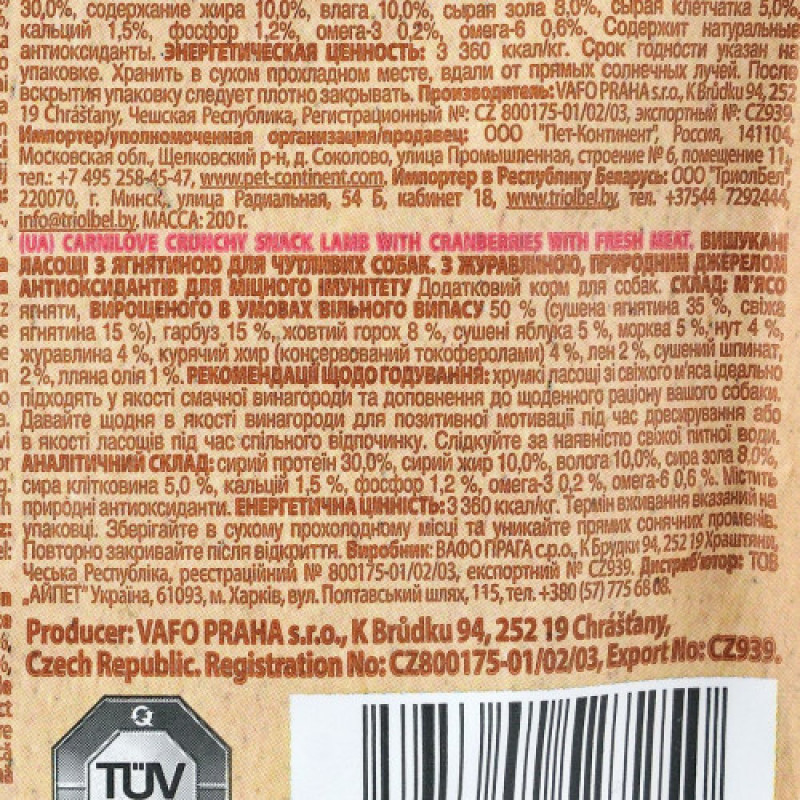 30,0%, содержание жира 10,0%, влага 10,0%, сырая зола 8,0%, сырая клетчатка 5,0%,
кальций 1,5%, фосфор 1,2%, омега-3 0,2%, омега-6 0,6%. Содержит натуральные
антиоксиданты. ЭНЕРГЕТИЧЕСКАЯ ЦЕННОСТЬ: 3 360 ккал/кг. Срок годности указан на
упаковке. Хранить в сухом прохладном месте, вдали от прямых солнечных лучей. После
вскрытия упаковку следует плотно закрывать. Производитель: VAFO PRAHA s.r.o., K Brůdku 94, 252
19 Chrášťany, Чешская Республика, Регистрационный №: CZ 800175-01/02/03, экспортный №: CZ939.
Импортер/уполномоченная организация/продавец: ООО "Пет-Континент", Россия, 141104,
Московская обл., Щелковский р-н, д. Соколово, улица Промышленная, строение № 6, помещение 11,
тел.: +7 495 258-45-47, www.pet-continent.com. Импортер в Республику Беларусь: ООО "ТриолБел",
220070, г. Минск, улица Радиальная, 54 Б, кабинет 18, www.triolbel.by, тел. +37544 7292444,
info@triolbel.by. МАССА: 200 г.
(UA) CARNILOVE CRUNCHY SNACK LAMB WITH CRANBERRIES WITH FRESH MEAT. ВИШУКАНІ
ЛАСОЩІ З ЯГНЯТИНОЮ ДЛЯ ЧУТЛИВИХ СОБАК. З ЖУРАВЛИНОЮ, ПРИРОДНИМ ДЖЕРЕЛОМ
АНТИОКСИДАНТІВ ДЛЯ МІЦНОГО ІМУНІТЕТУ Додатковий корм для собак. СКЛАД: М'ЯСО
ягняти, ВИРОЩЕНОГО В УМОВАХ ВІЛЬНОГО ВИПАСУ 50 % (сушена ягнятина 35 %, свіжа
ягнятина 15 %), гарбуз 15 %, жовтий горох 8 %, сушені яблука 5 %, морква 5 %, нут 4 %,
журавлина 4 %, курячий жир (консервований токоферолами) 4 %, лен 2 %, сушений шпинат,
2 %, лляна олія 1 %. РЕКОМЕНДАЦІЇ ЩОДО ГОДУВАННЯ: хрумкі ласощі зі свіжого м'яса ідеально
підходять у якості смачної винагороди та доповнення до щоденного раціону вашого собаки.
Давайте щодня в якості винагороди для позитивної мотивації під час дресирування або
в якості ласощів під час спільного відпочинку. Слідкуйте за наявністю свіжої питної води.
АНАЛІТИЧНИЙ СКЛАД: сирий протеїн 30,0%, сирий жир 10,0%, волога 10,0%, сира зола 8,0%,
сира клітковина 5,0 %, кальцій 1,5 %, фосфор 1,2 %, омега-3 0,2 %, омега-6 0,6 %. Містить
природні антиоксиданти. ЕНЕРГЕТИЧНА ЦІННІСТЬ: 3 360 ккал/кг. Термін вживання вказаний на
упаковці. Зберігайте в сухому прохолодному місці та уникайте прямих сонячних променів.
Повторно закривайте після відкриття. Виробник: ВАФО ПРАГА с.р.о., К Брудки 94, 252 19 Храштяни,
Чеська Республіка, реєстраційний № 800175-01/02/03, експортний № CZ939. Дистриб'ютор: ТОВ
„АЙПЕТ" Україна, 61093, м. Харків, вул. Полтавський шлях, 115, тел. +380 (57) 775 68 08.
Producer: VAFO PRAHA s.r.o., K Brůdku 94, 252 19 Chrášťany,
Czech Republic. Registration No: CZ800175-01/02/03, Export No: CZ939.
TÜV